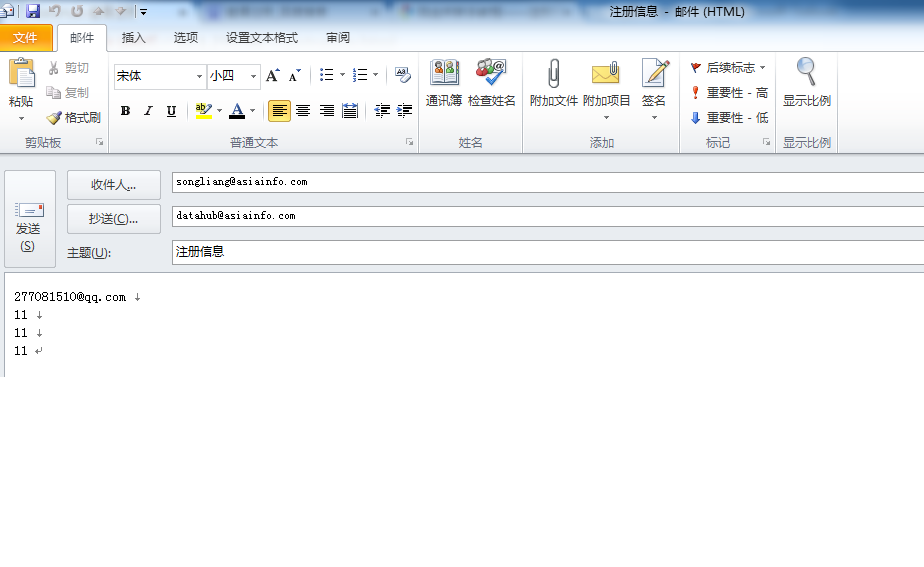 注册信息 - 邮件 (HTML)
文件 邮件 插入 选项 设置文本格式 审阅
粘贴
剪切
复制
格式刷
剪贴板
宋体 小四
B I U
普通文本
通讯簿 检查姓名
姓名
附加文件 附加项目 签名
添加
后续标志
重要性 - 高
重要性 - 低
标记
显示比例
显示比例
发送
(S)
收件人... songliang@asiainfo.com
抄送(C)... datahub@asiainfo.com
主题(U): 注册信息
277081510@qq.com ↓
11 ↓
11 ↓
11 ↵